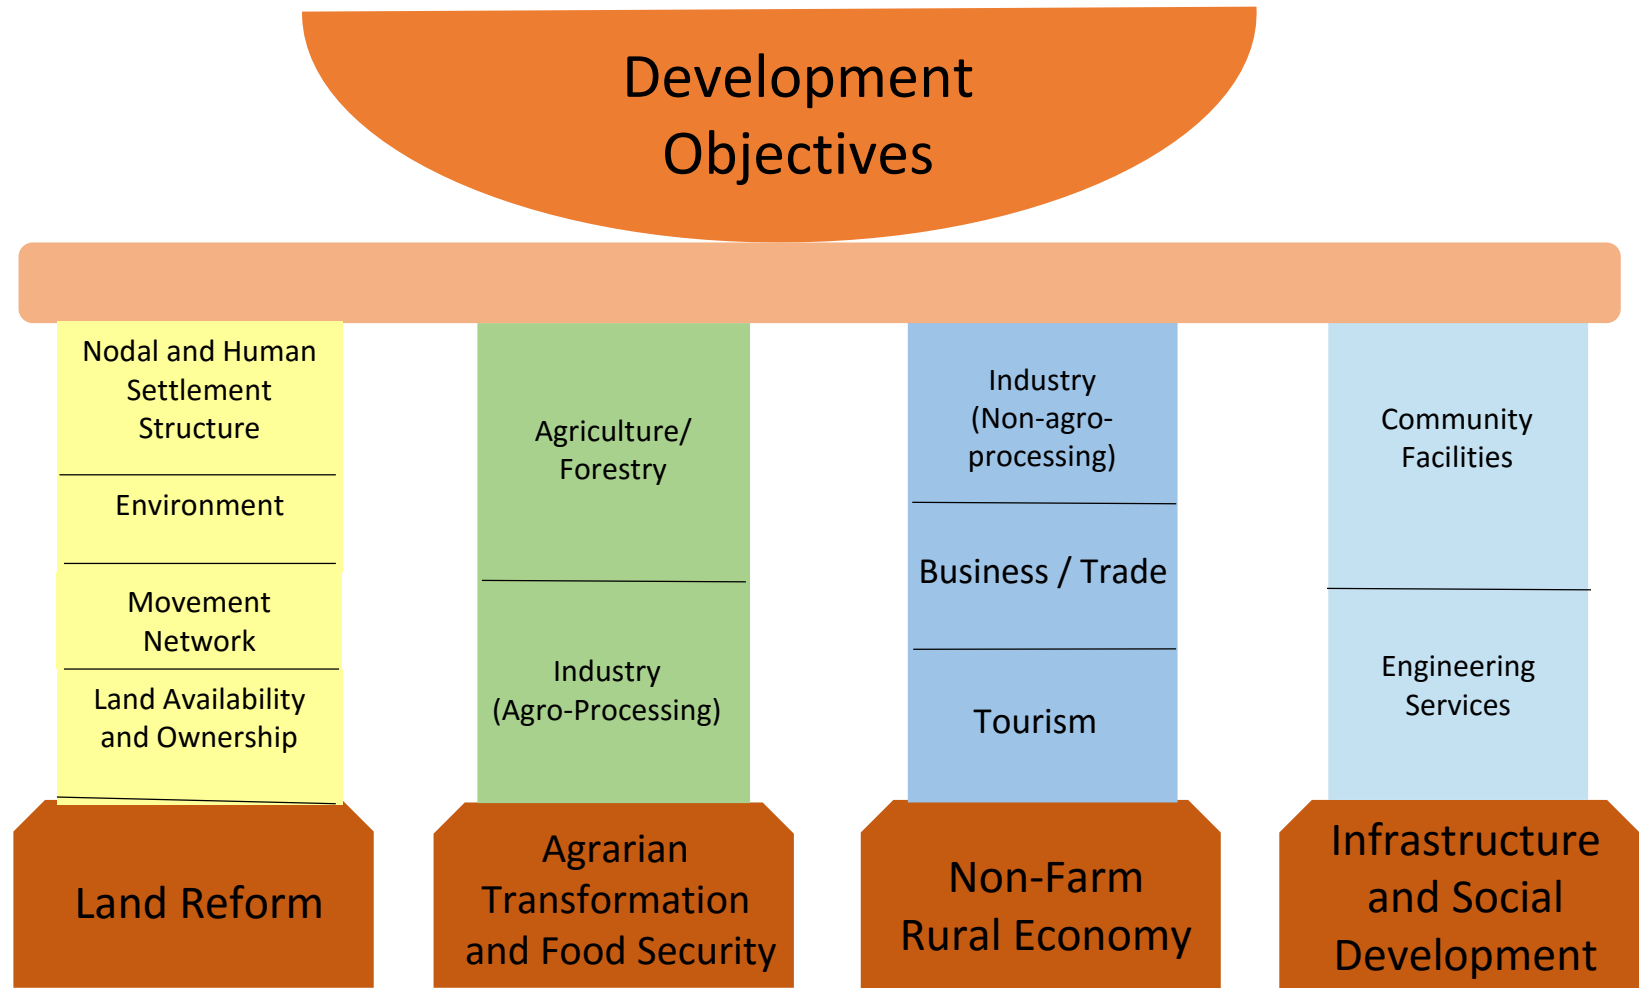 Development
Objectives
Nodal and Human
Settlement
Structure
Environment
Movement
Network
Land Availability
and Ownership
Land Reform
Agriculture/
Forestry
Industry
(Agro-Processing)
Agrarian
Transformation
and Food Security
Industry
(Non-agro-
processing)
Business / Trade
Tourism
Non-Farm
Rural Economy
Community
Facilities
Engineering
Services
Infrastructure
and Social
Development